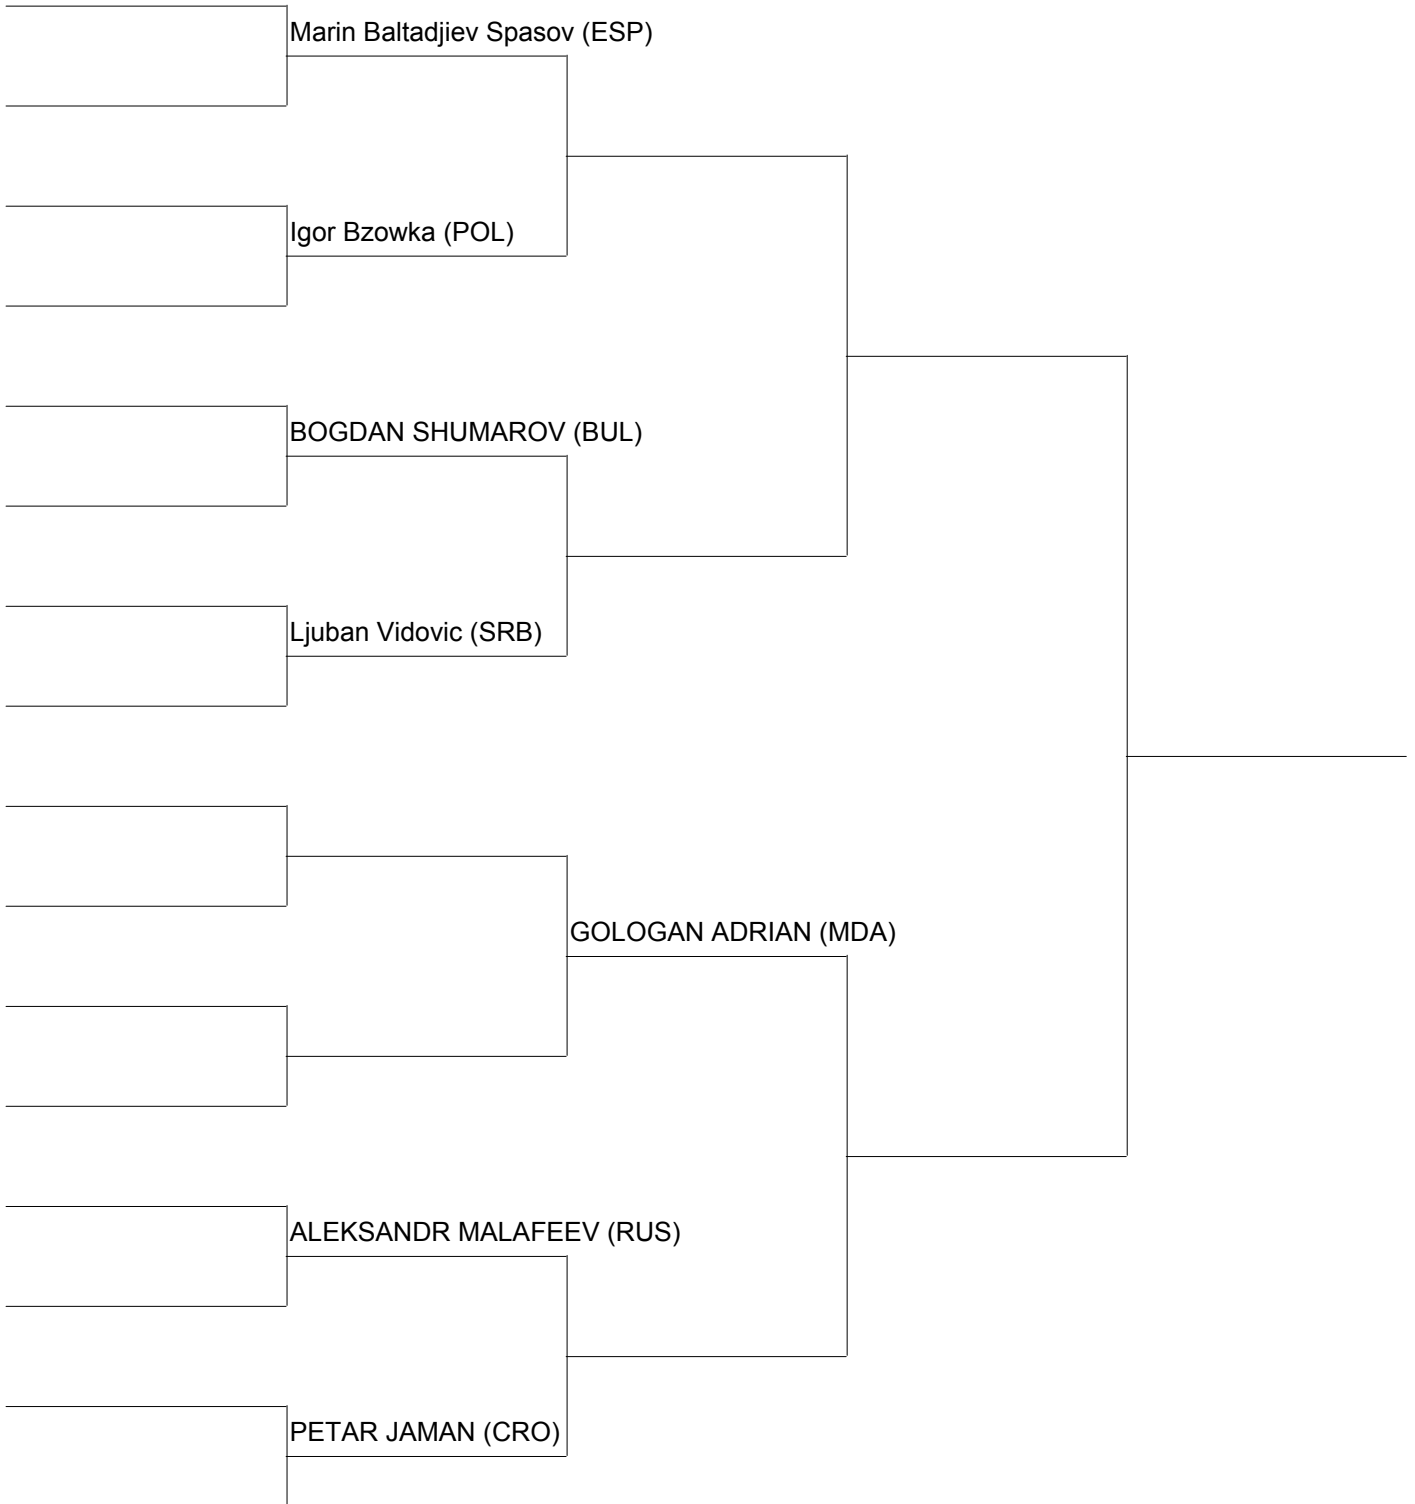 Marin Baltadjiev Spasov (ESP)
Igor Bzowka (POL)
BOGDAN SHUMAROV (BUL)
Ljuban Vidovic (SRB)
GOLOGAN ADRIAN (MDA)
ALEKSANDR MALAFEEV (RUS)
PETAR JAMAN (CRO)